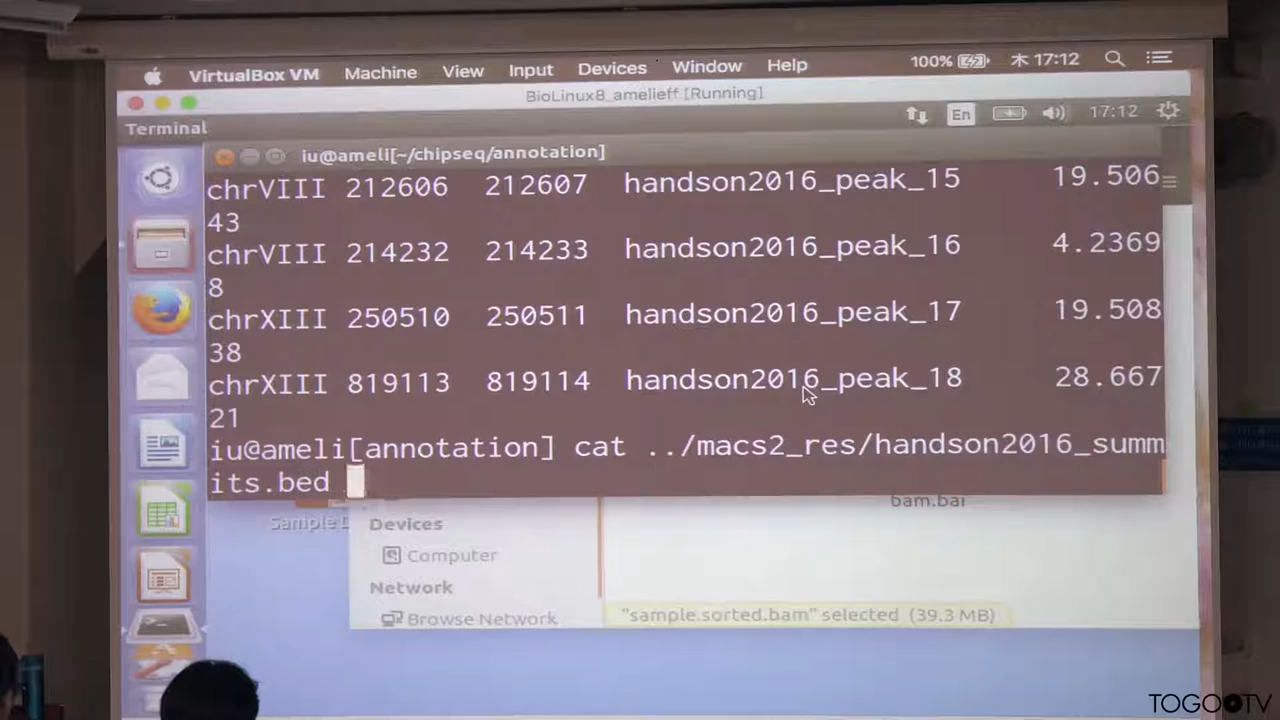 VirtualBox VM Machine View Input Devices Window Help 100% 木 17:12
BioLinux8_amelieff [Running]
Terminal En 17:12
iu@ameli[~/chipseq/annotation]
chrVIII 212606 212607 handson2016_peak_15 19.506
43
chrVIII 214232 214233 handson2016_peak_16 4.2369
8
chrXIII 250510 250511 handson2016_peak_17 19.508
38
chrXIII 819113 819114 handson2016_peak_18 28.667
21
iu@ameli[annotation] cat ../macs2_res/handson2016_summ
its.bed
bam.bai
Sample D
Devices
Computer
Network
Browse Network
"sample.sorted.bam" selected (39.3 MB)
TOGOTV